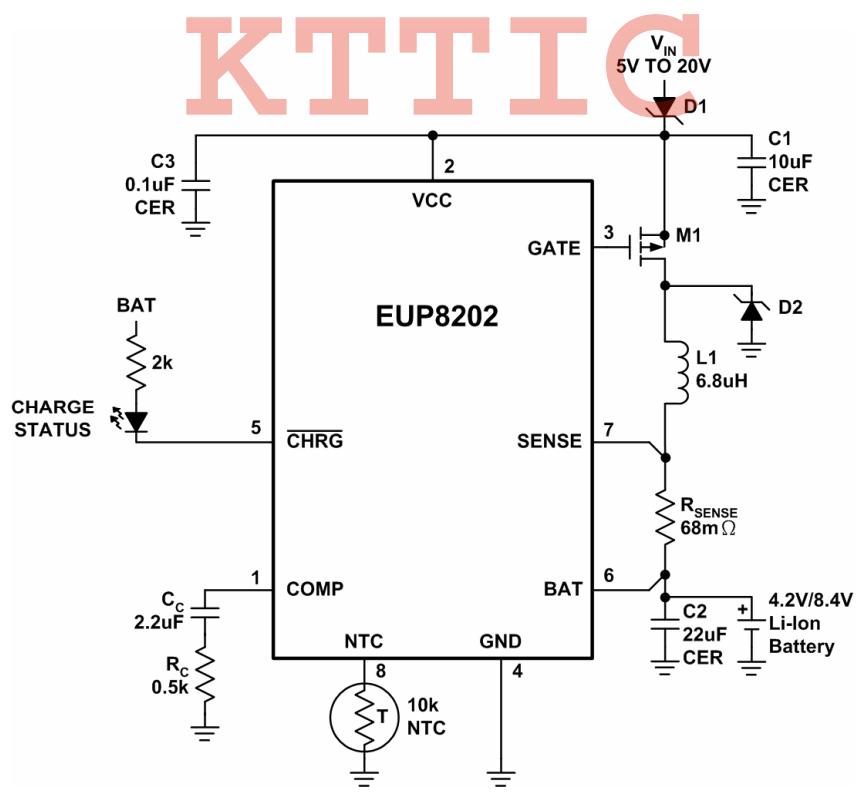 KTTIC
VIN
5V TO 20V
D1
C3
0.1uF
CER
2
VCC
C1
10uF
CER
GATE
3
M1
EUP8202
D2
BAT
2k
L1
6.8uH
CHARGE
STATUS
5
CHRG
SENSE
7
RSENSE
68mΩ
1
COMP
BAT
6
CC
2.2uF
C2
22uF
CER
+
4.2V/8.4V
Li-Ion
Battery
RC
0.5k
NTC
8
GND
4
T
10k
NTC